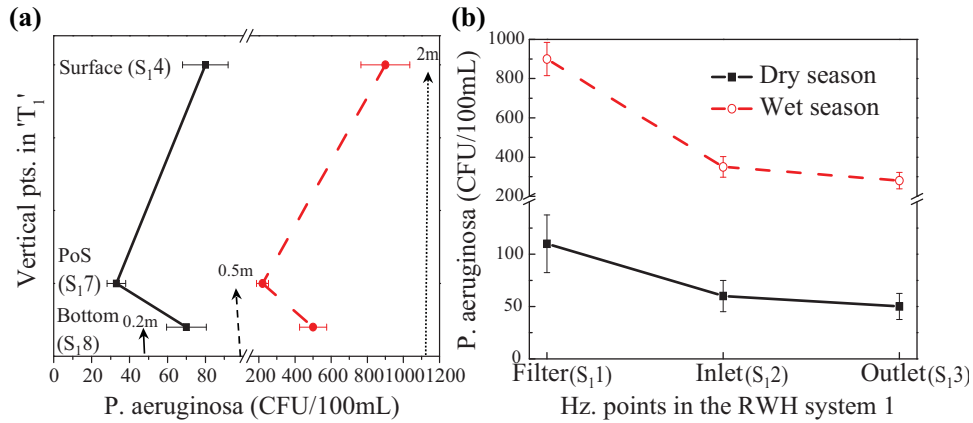 (a)
Vertical pts. in 'T₁'
Surface (S₁4)
PoS
(S₁7)
Bottom
(S₁8)
0.2m
0.5m
2m
0 20 40 60 80 200 400 600 800 1000 1200
P. aeruginosa (CFU/100mL)
(b)
P. aeruginosa (CFU/100mL)
1000
800
600
400
200
100
50
0
Dry season
Wet season
Filter(S₁1) Inlet(S₁2) Outlet(S₁3)
Hz. points in the RWH system 1